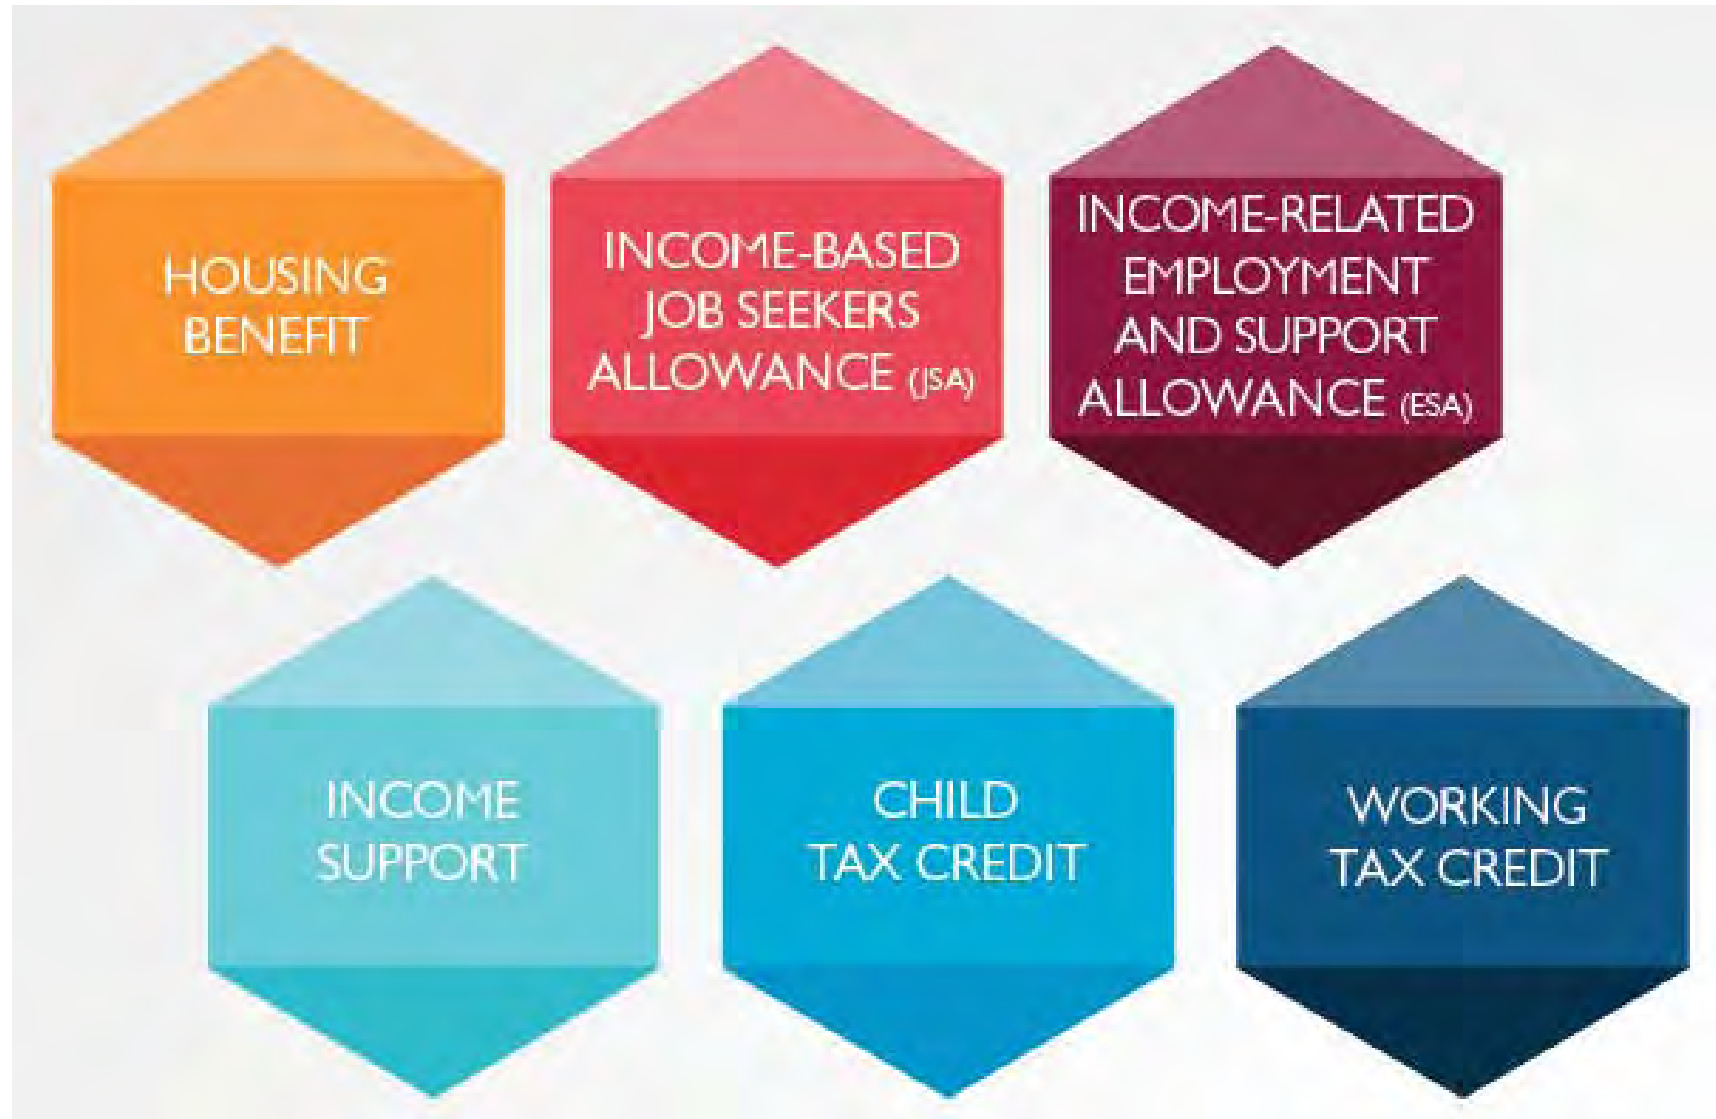 HOUSING
BENEFIT
INCOME-BASED
JOB SEEKERS
ALLOWANCE (JSA)
INCOME-RELATED
EMPLOYMENT
AND SUPPORT
ALLOWANCE (ESA)
INCOME
SUPPORT
CHILD
TAX CREDIT
WORKING
TAX CREDIT